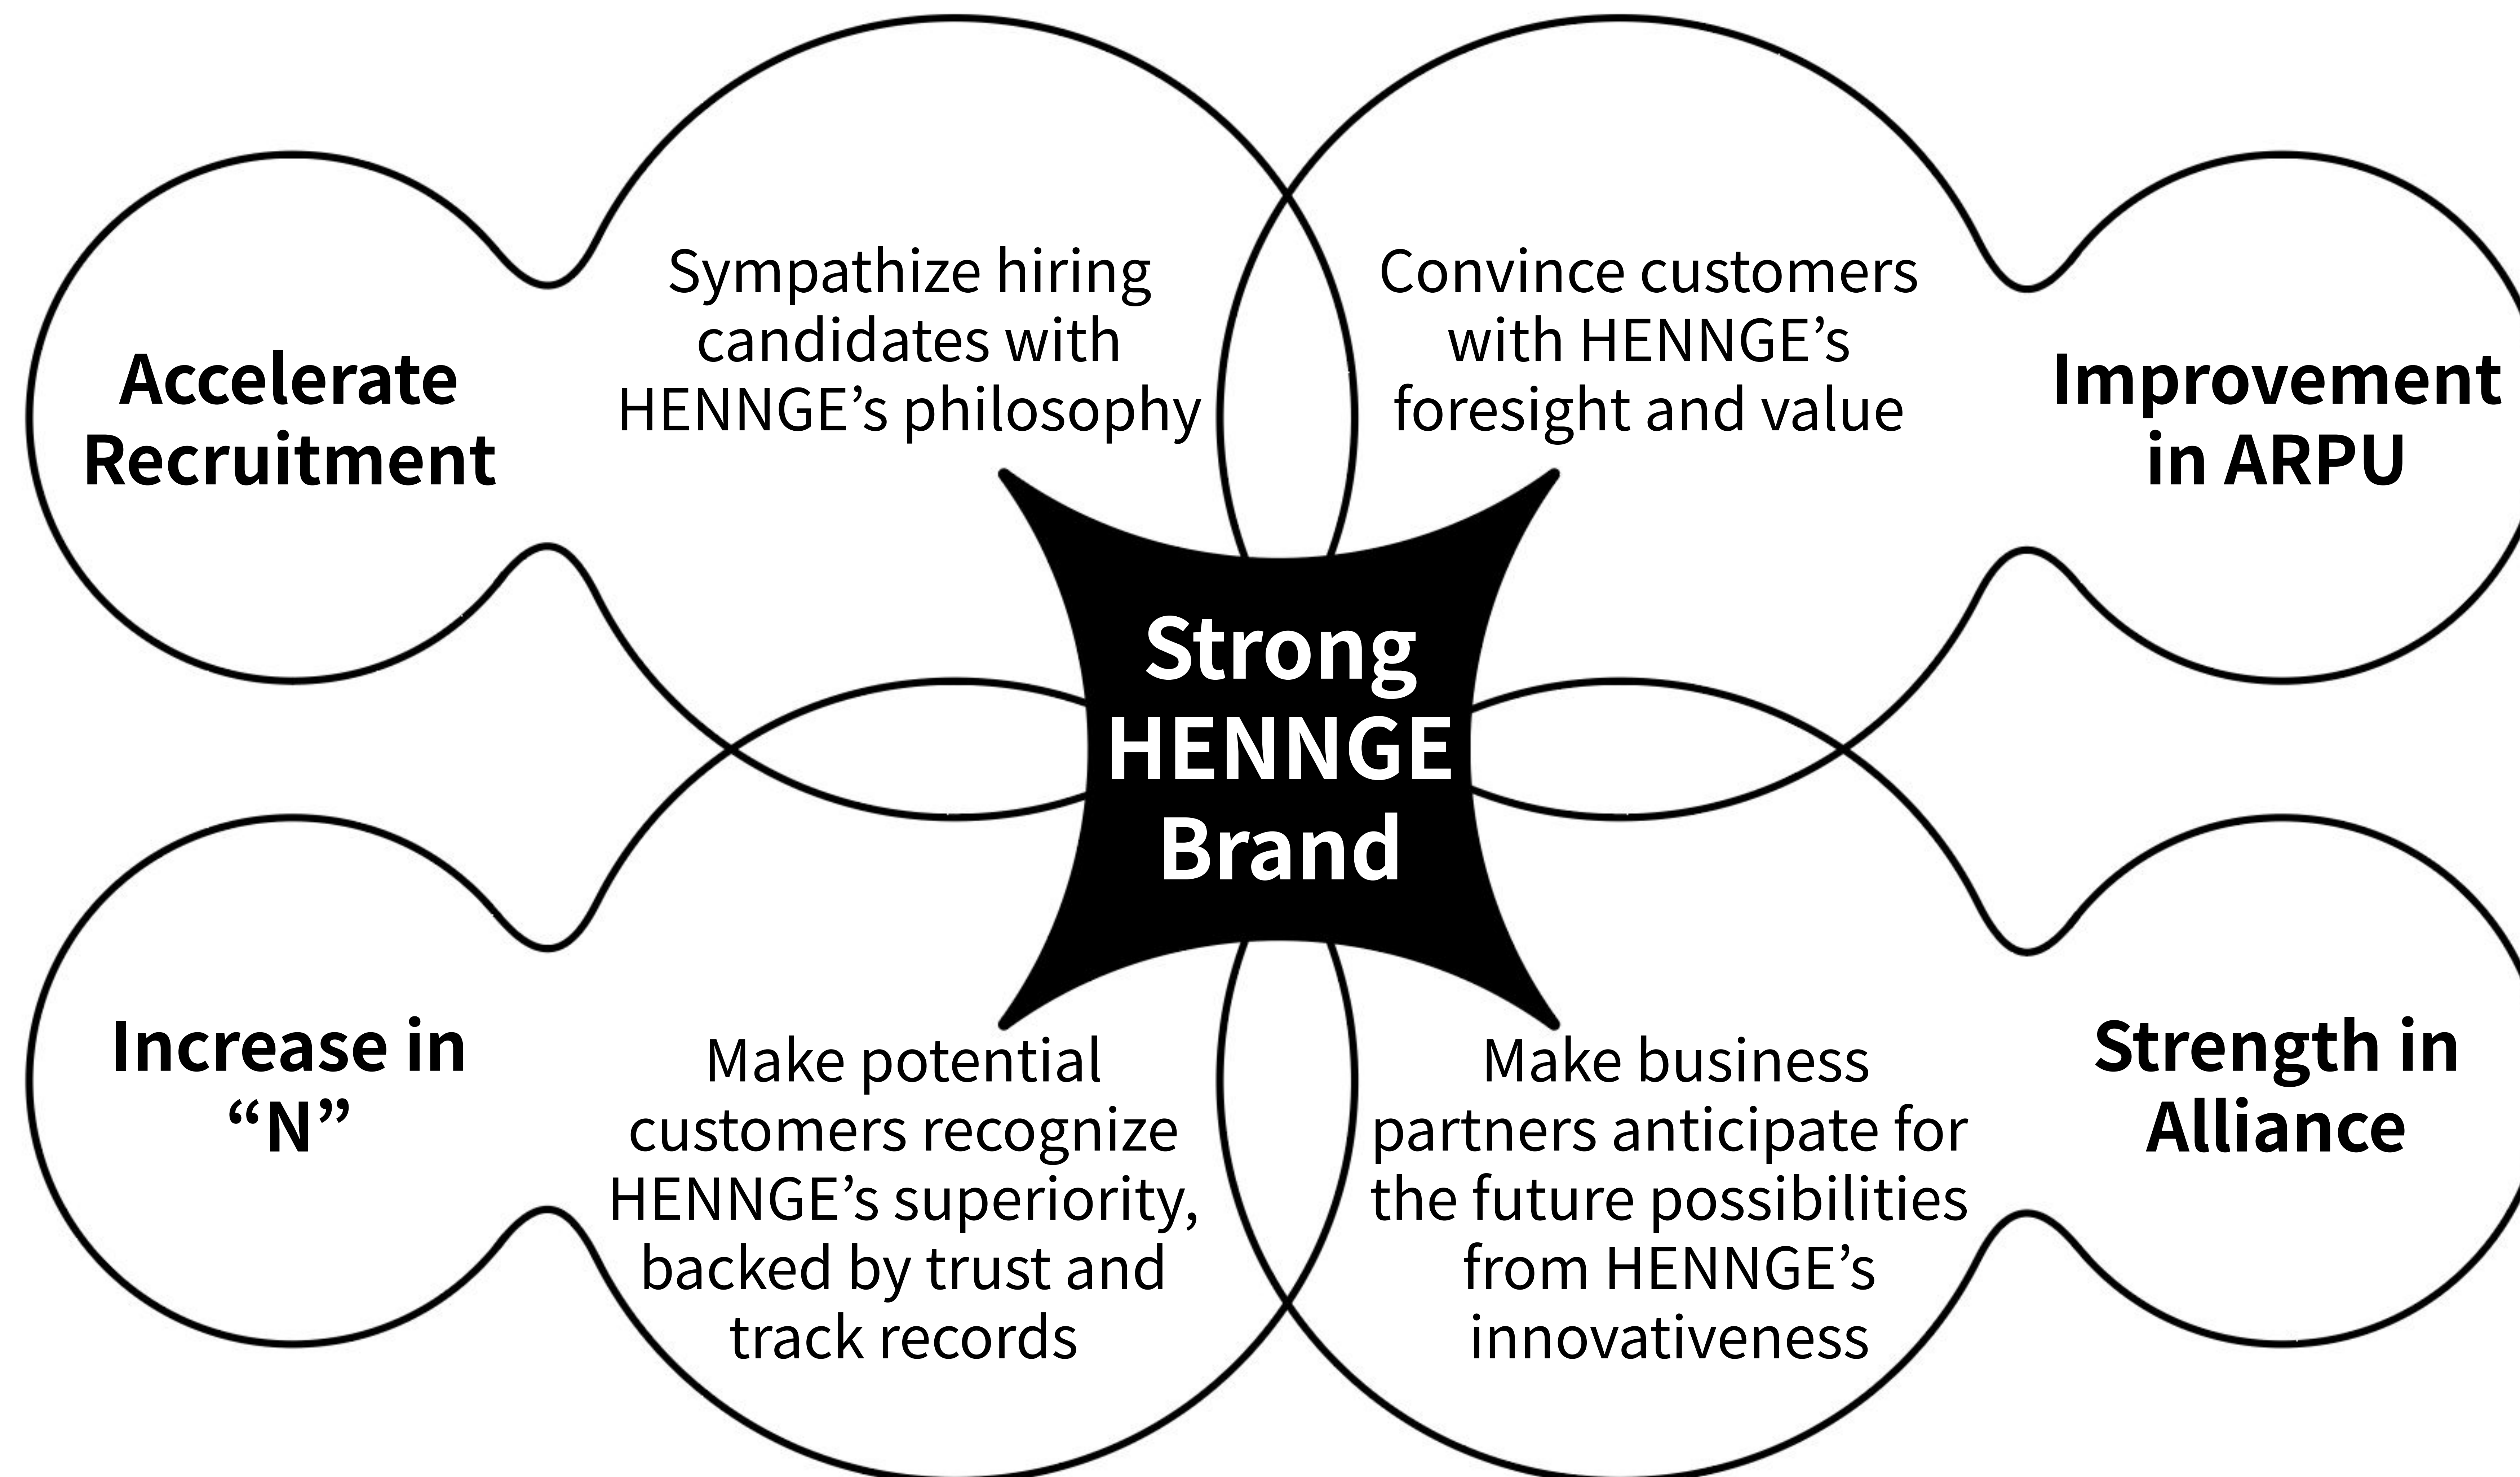 Accelerate
Recruitment
Sympathize hiring
candidates with
HENNGE’s philosophy
Convince customers
with HENNGE’s
foresight and value
Improvement
in ARPU
Strong
HENNGE
Brand
Increase in
“N”
Make potential
customers recognize
HENNGE’s superiority,
backed by trust and
track records
Make business
partners anticipate for
the future possibilities
from HENNGE’s
innovativeness
Strength in
Alliance